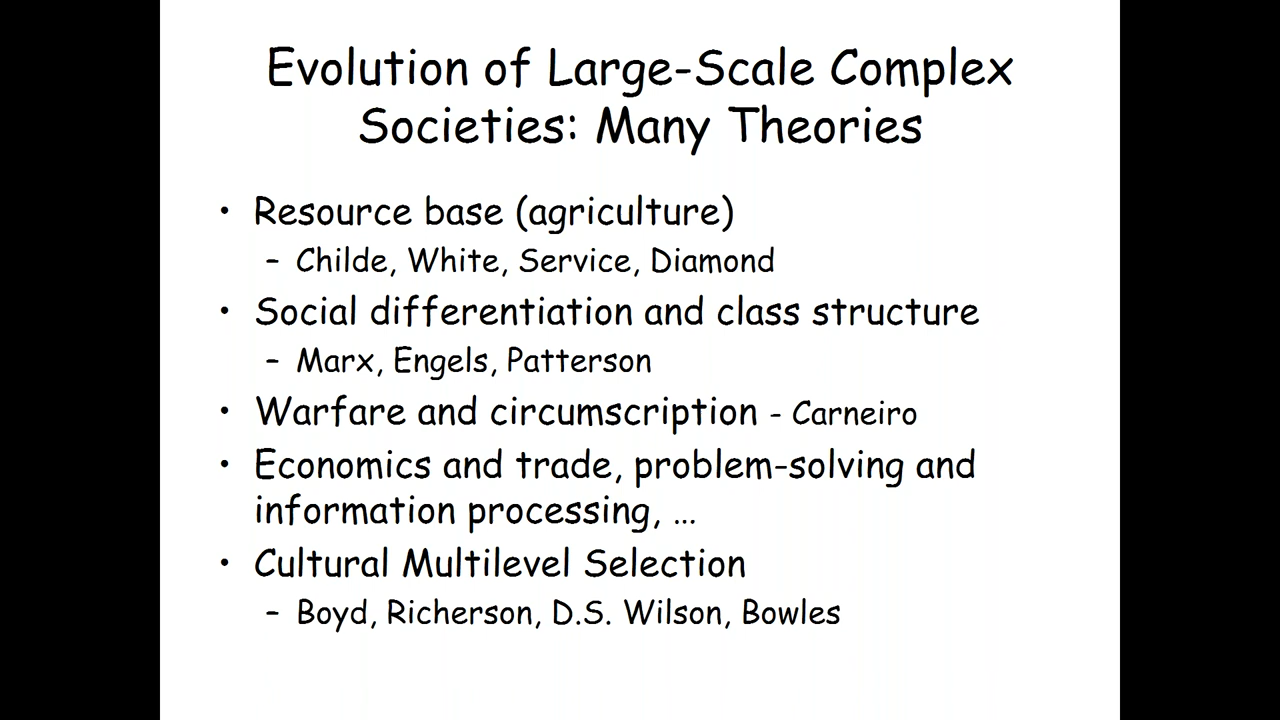 Evolution of Large-Scale Complex
Societies: Many Theories
• Resource base (agriculture)
– Childe, White, Service, Diamond
• Social differentiation and class structure
– Marx, Engels, Patterson
• Warfare and circumscription - Carneiro
• Economics and trade, problem-solving and
information processing, …
• Cultural Multilevel Selection
– Boyd, Richerson, D.S. Wilson, Bowles